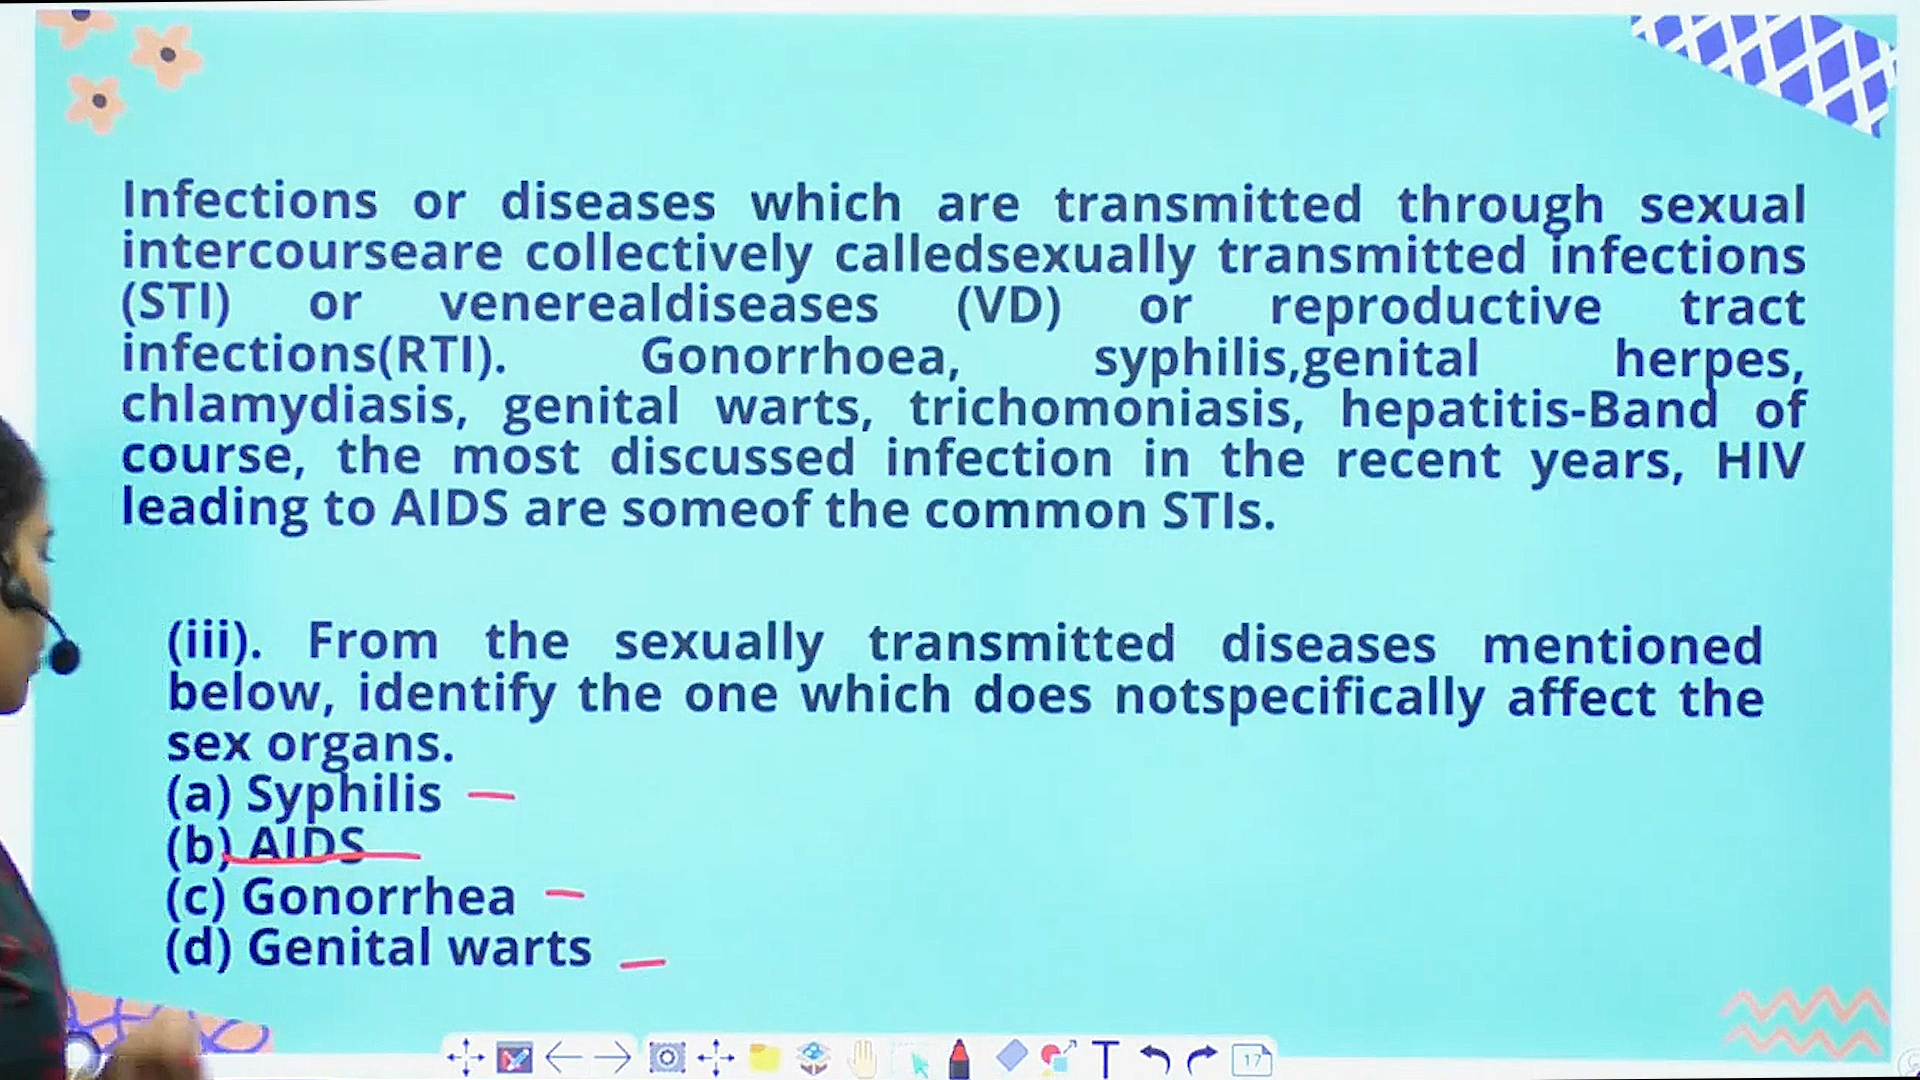 Infections or diseases which are transmitted through sexual
intercourseare collectively calledsexually transmitted infections
(STI) or venerealdiseases (VD) or reproductive tract
infections(RTI). Gonorrhoea, syphilis,genital herpes,
chlamydiasis, genital warts, trichomoniasis, hepatitis-Band of
course, the most discussed infection in the recent years, HIV
leading to AIDS are someof the common STIs.
(iii). From the sexually transmitted diseases mentioned
below, identify the one which does notspecifically affect the
sex organs.
(a) Syphilis
(b) AIDS
(c) Gonorrhea
(d) Genital warts
T
17